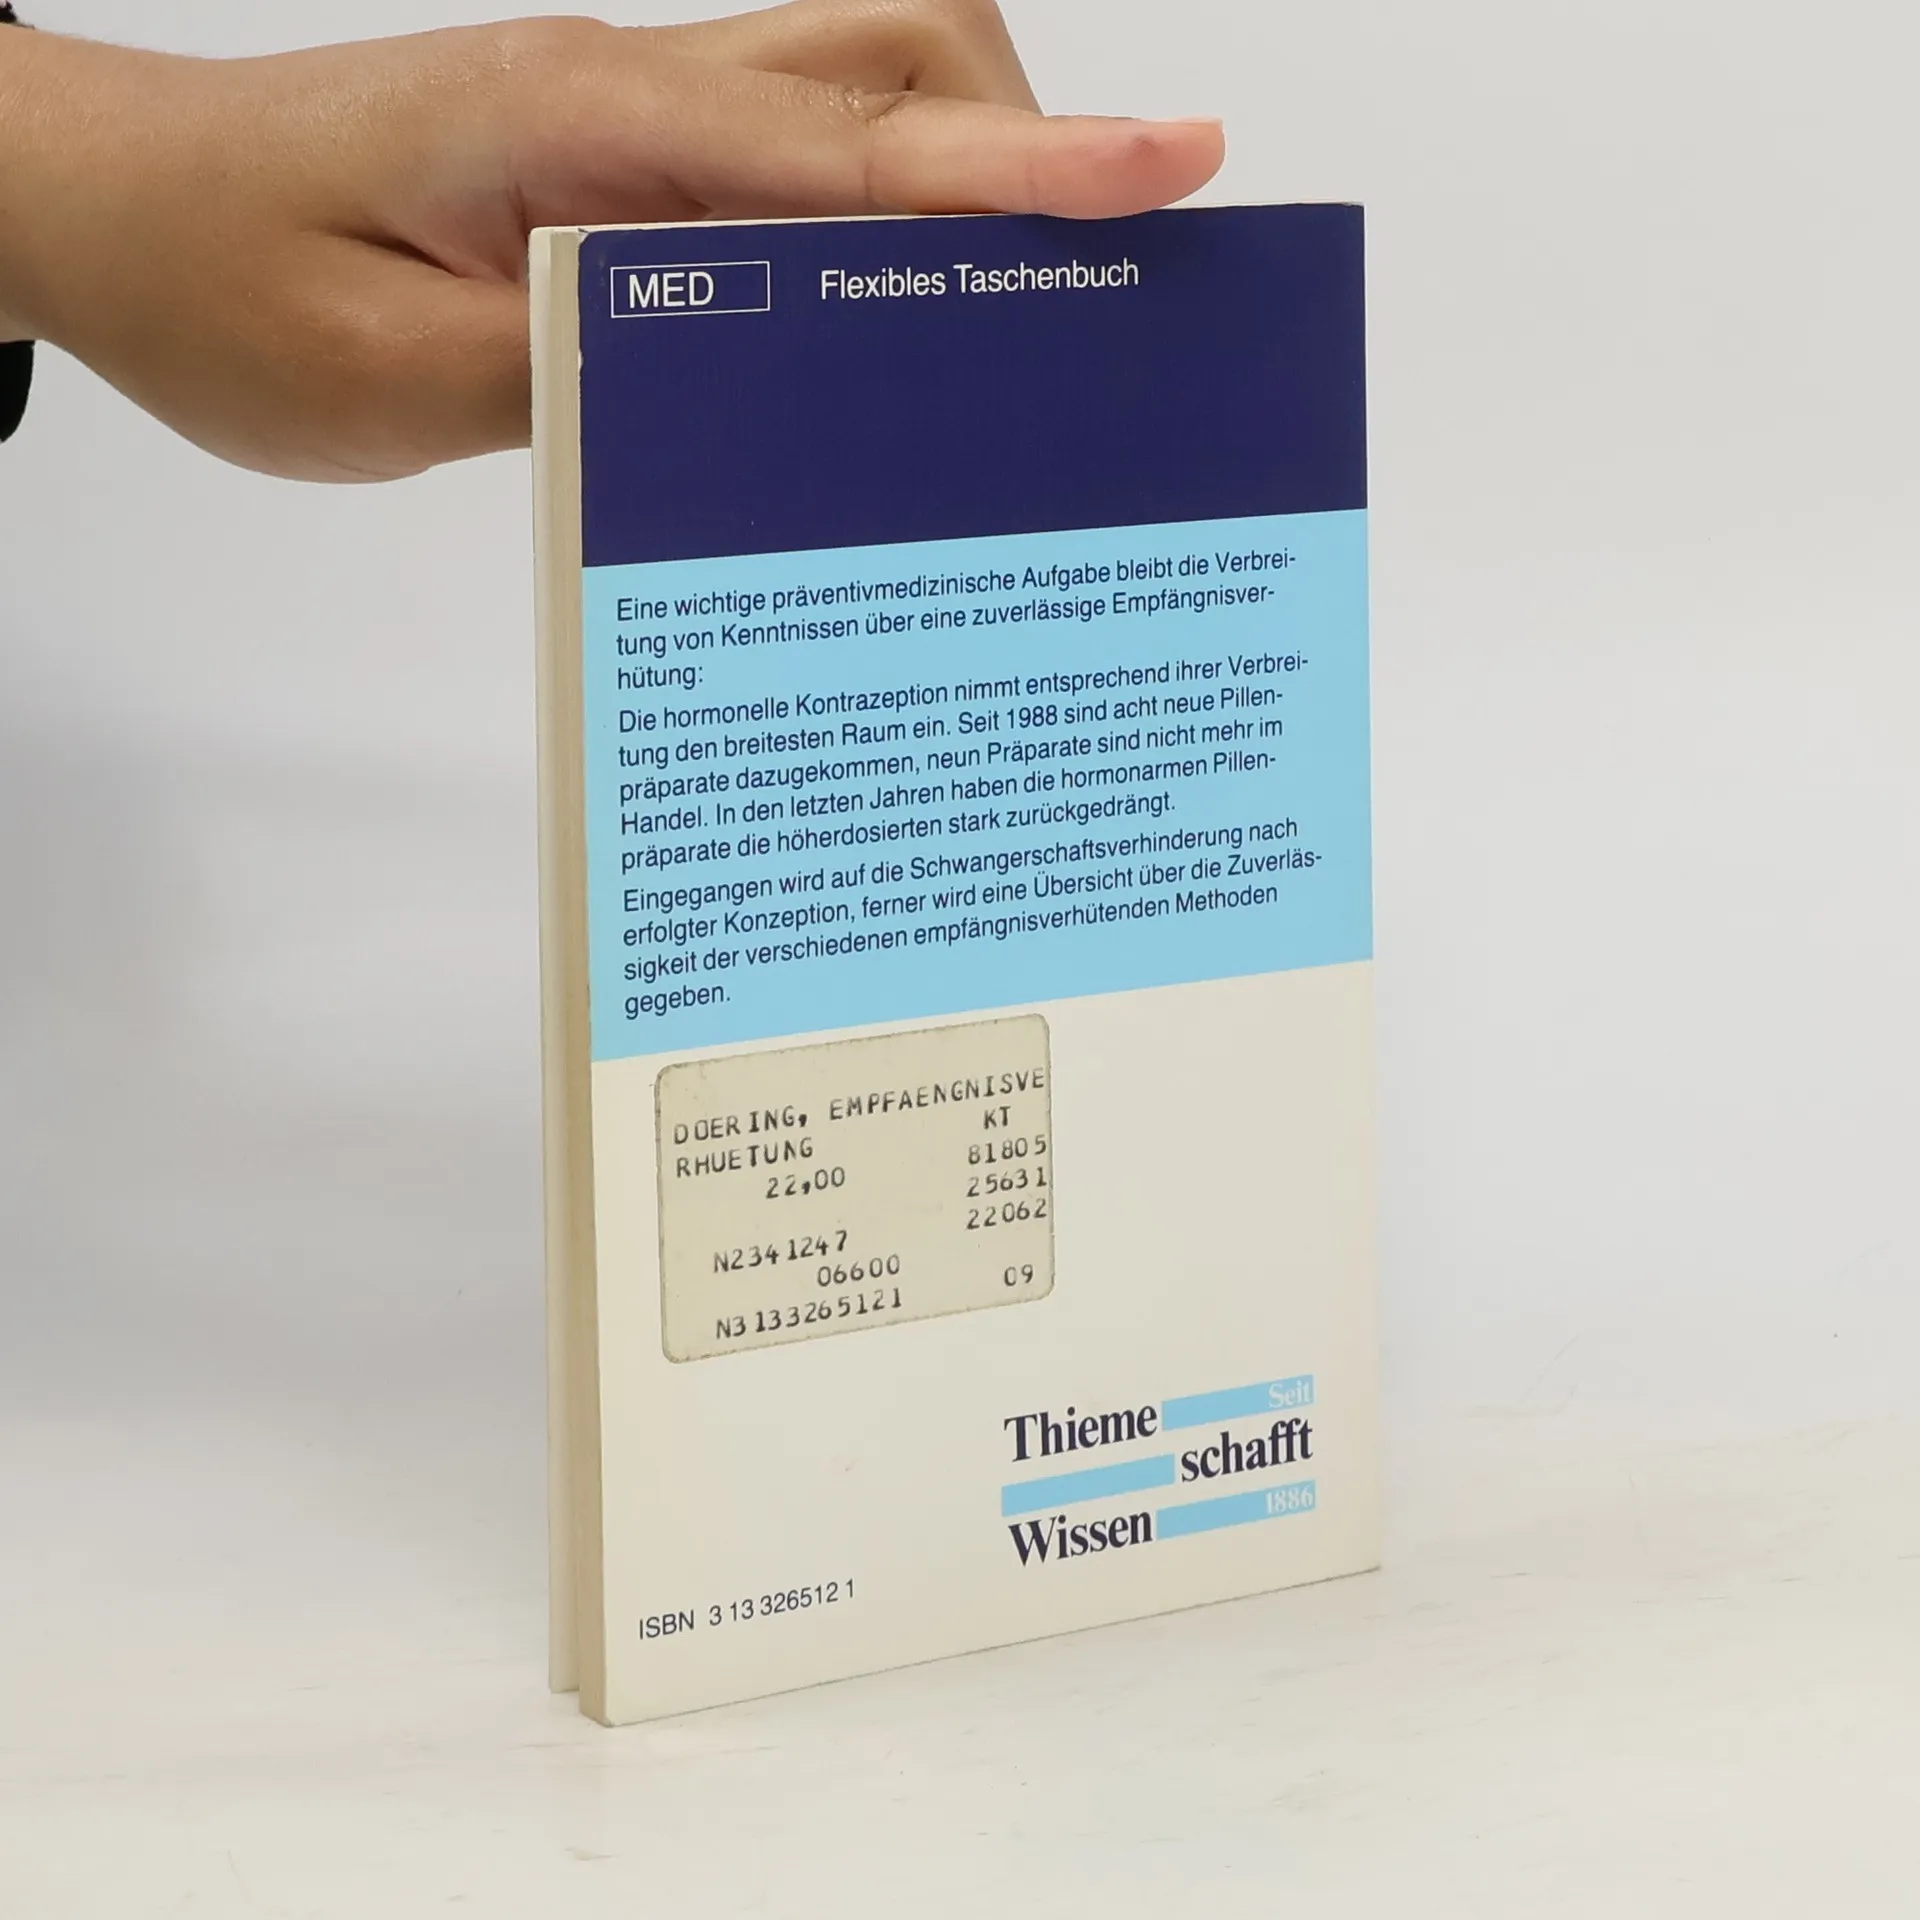 MED
Flexibles Taschenbuch
Eine wichtige präventivmedizinische Aufgabe bleibt die Verbrei-
tung von Kenntnissen über eine zuverlässige Empfängnisver-
hütung:
Die hormonelle Kontrazeption nimmt entsprechend ihrer Verbrei-
tung den breitesten Raum ein. Seit 1988 sind acht neue Pillen-
präparate dazugekommen, neun Präparate sind nicht mehr im
Handel. In den letzten Jahren haben die hormonarmen Pillen-
präparate die höherdosierten stark zurückgedrängt.
Eingegangen wird auf die Schwangerschaftsverhinderung nach
erfolgter Konzeption, ferner wird eine Übersicht über die Zuverläs-
sigkeit der verschiedenen empfängnisverhütenden Methoden
gegeben.
DOERING, EMPFAENGNISVE
RHUETUNG KT
22,00 81805
25631
N2341247 22062
06600
N3133265121 09
Thieme Seit
schafft
Wissen 1886
ISBN 3 13 326512 1